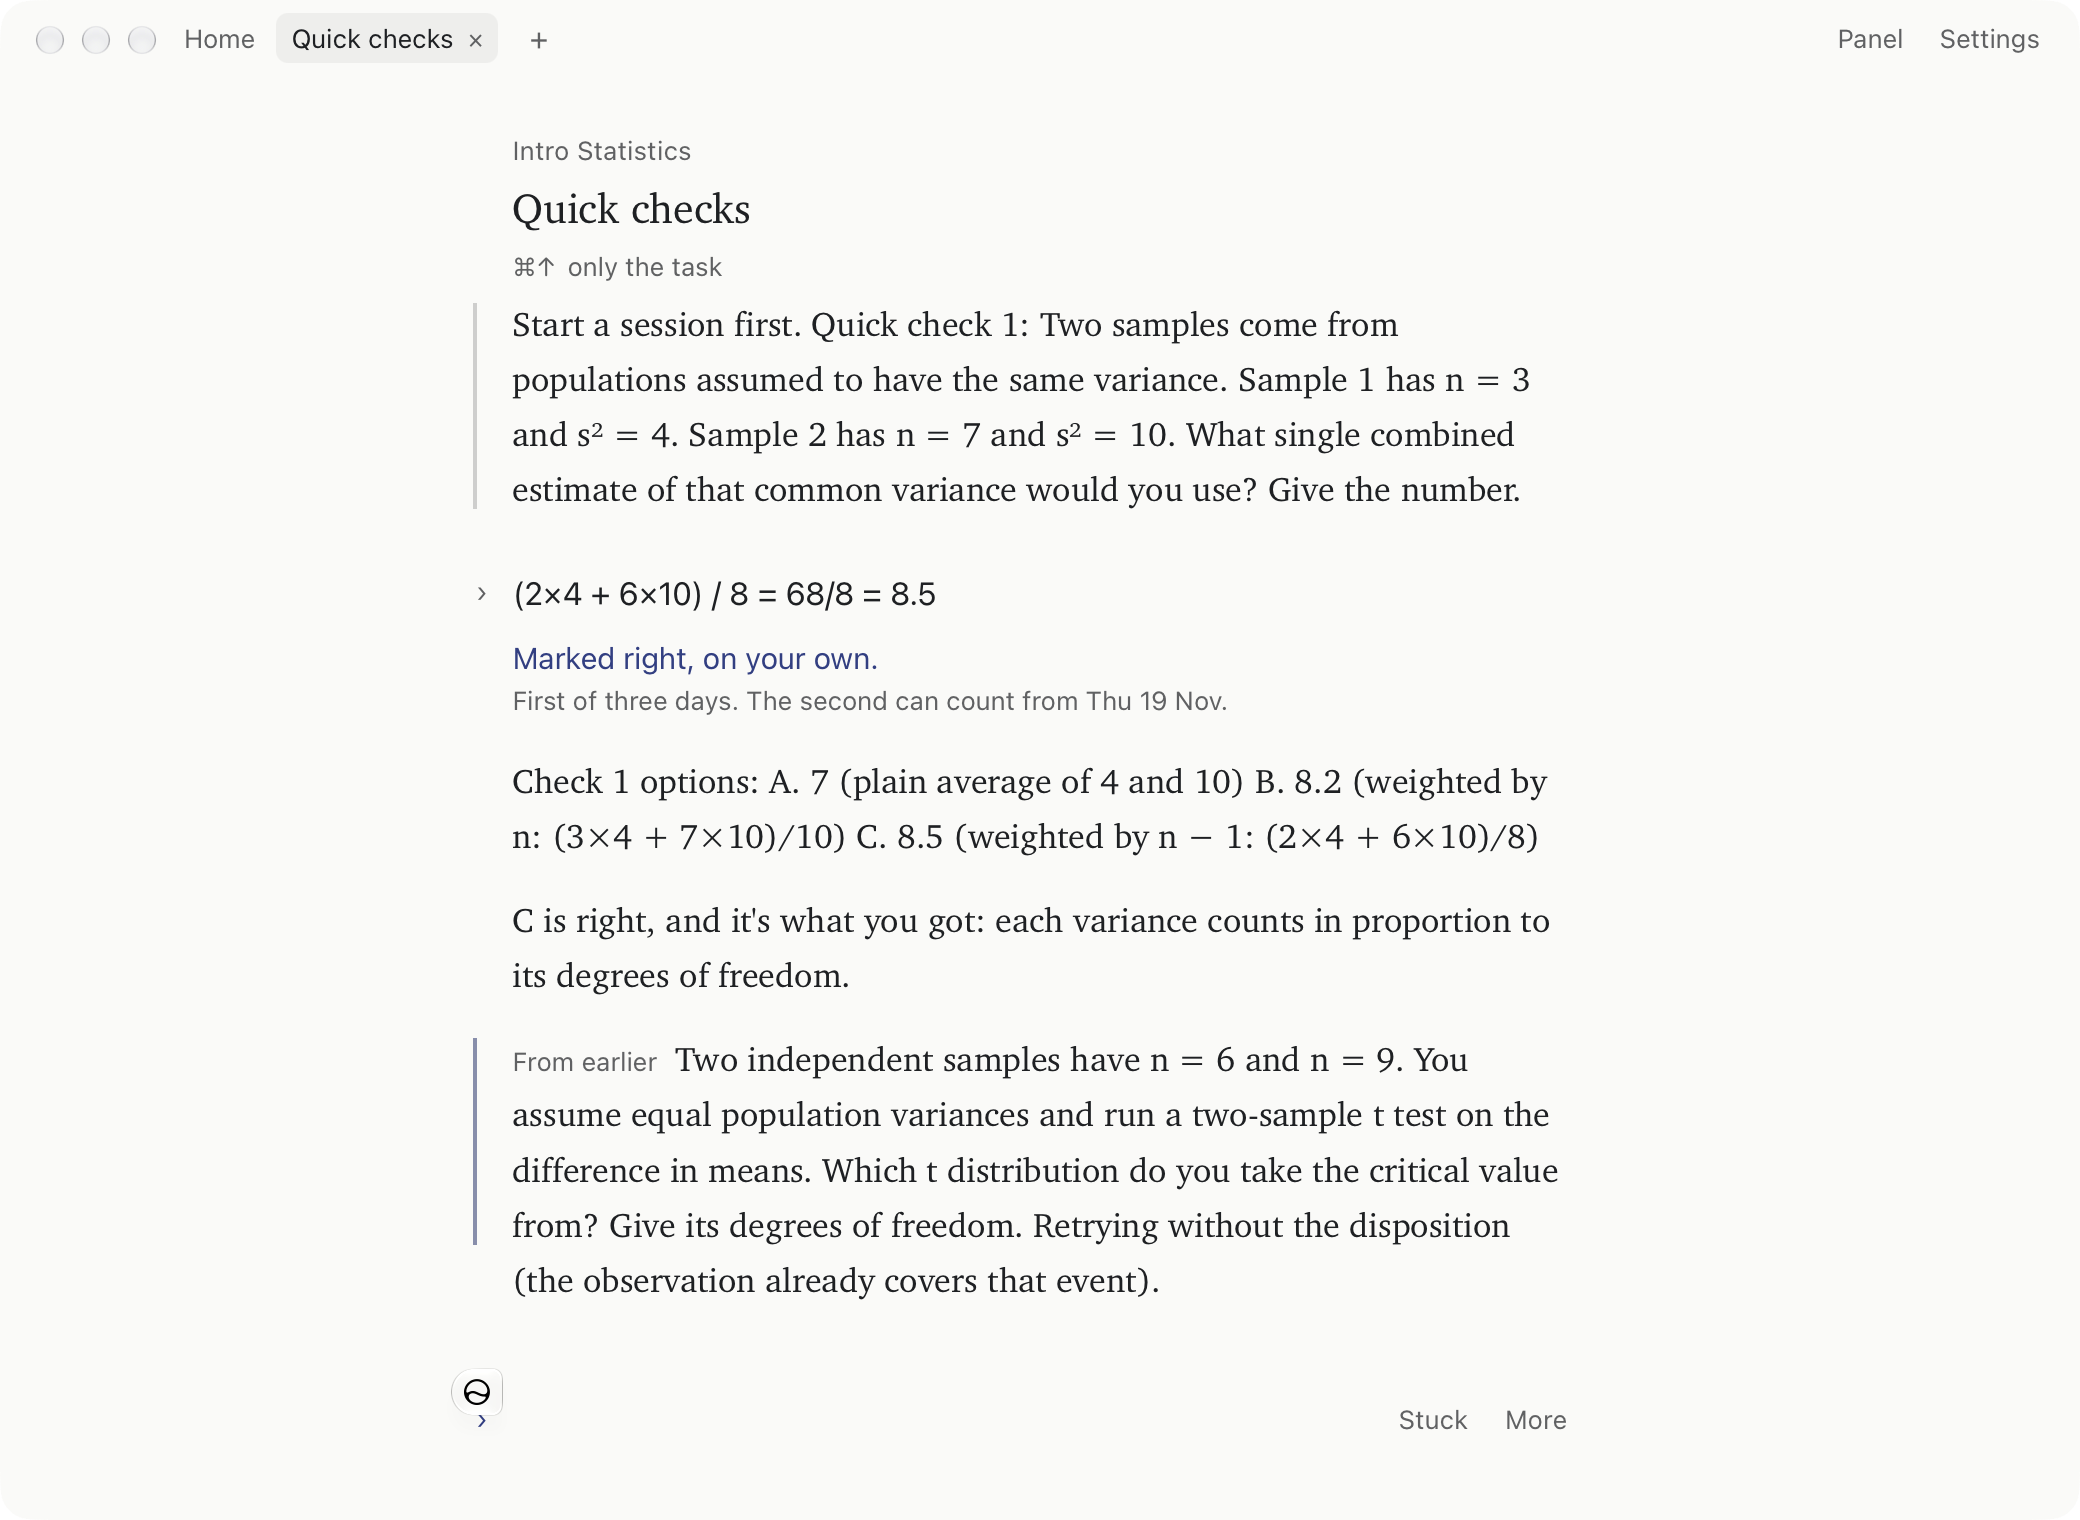 Home
Quick checks ×
+
Panel
Settings
Intro Statistics
Quick checks
⌘↑ only the task
Start a session first. Quick check 1: Two samples come from
populations assumed to have the same variance. Sample 1 has n = 3
and s² = 4. Sample 2 has n = 7 and s² = 10. What single combined
estimate of that common variance would you use? Give the number.
› (2×4 + 6×10) / 8 = 68/8 = 8.5
Marked right, on your own.
First of three days. The second can count from Thu 19 Nov.
Check 1 options: A. 7 (plain average of 4 and 10) B. 8.2 (weighted by
n: (3×4 + 7×10)/10) C. 8.5 (weighted by n − 1: (2×4 + 6×10)/8)
C is right, and it's what you got: each variance counts in proportion to
its degrees of freedom.
From earlier Two independent samples have n = 6 and n = 9. You
assume equal population variances and run a two-sample t test on the
difference in means. Which t distribution do you take the critical value
from? Give its degrees of freedom. Retrying without the disposition
(the observation already covers that event).
›
Stuck
More